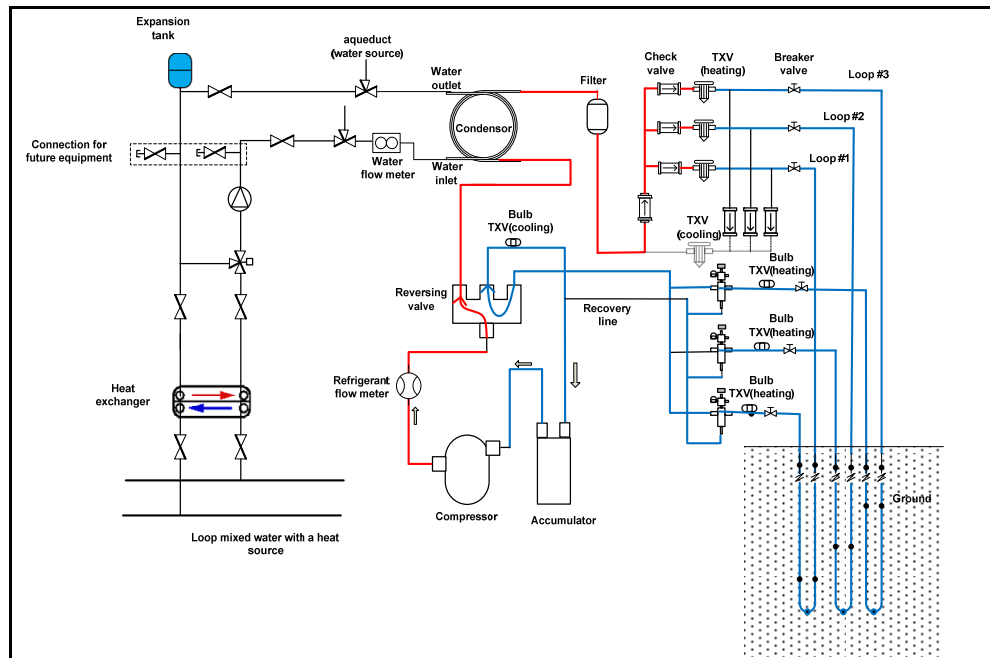 Expansion
tank
aqueduct
(water source)
Water
outlet
Condensor
Filter
Check
valve
TXV
(heating)
Breaker
valve
Loop #3
Loop #2
Loop #1
Connection for
future equipment
Water
flow meter
Water
inlet
Bulb
TXV(cooling)
TXV
(cooling)
Bulb
TXV(heating)
Reversing
valve
Recovery
line
Bulb
TXV(heating)
Bulb
TXV(heating)
Refrigerant
flow meter
Heat
exchanger
Compressor
Accumulator
Ground
Loop mixed water with a heat
source